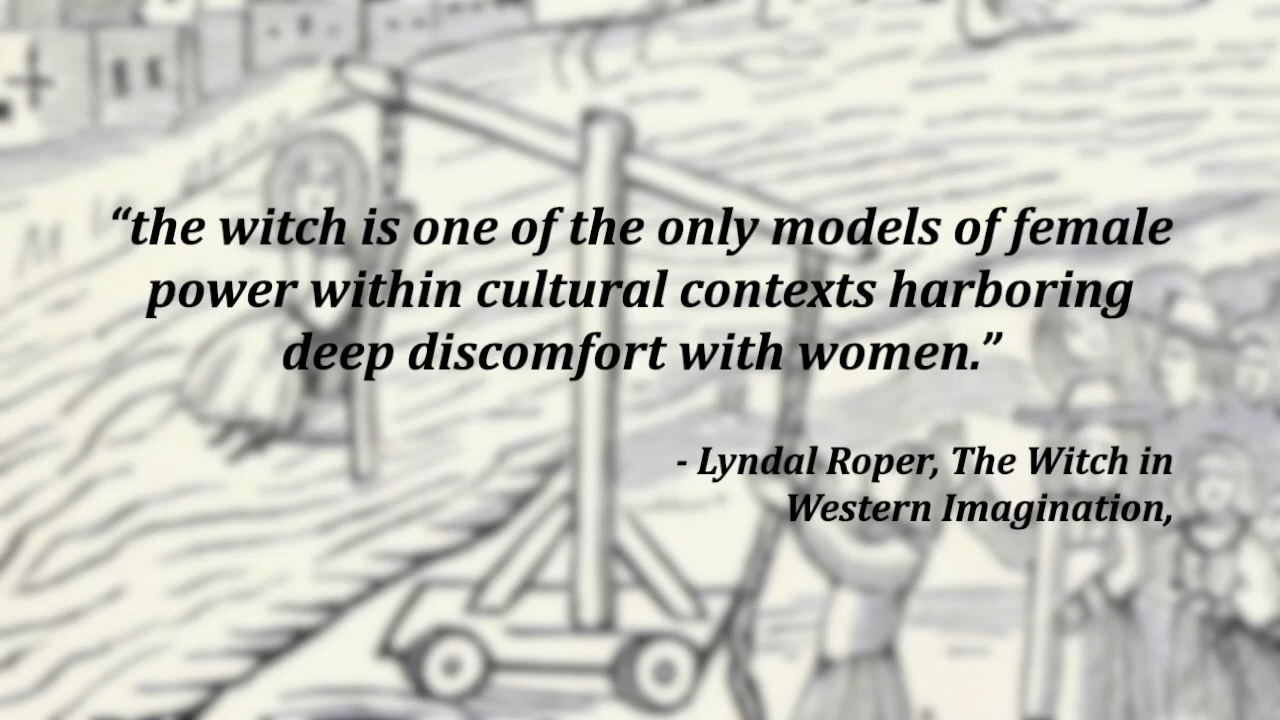 “the witch is one of the only models of female
power within cultural contexts harboring
deep discomfort with women.”
- Lyndal Roper, The Witch in
Western Imagination,